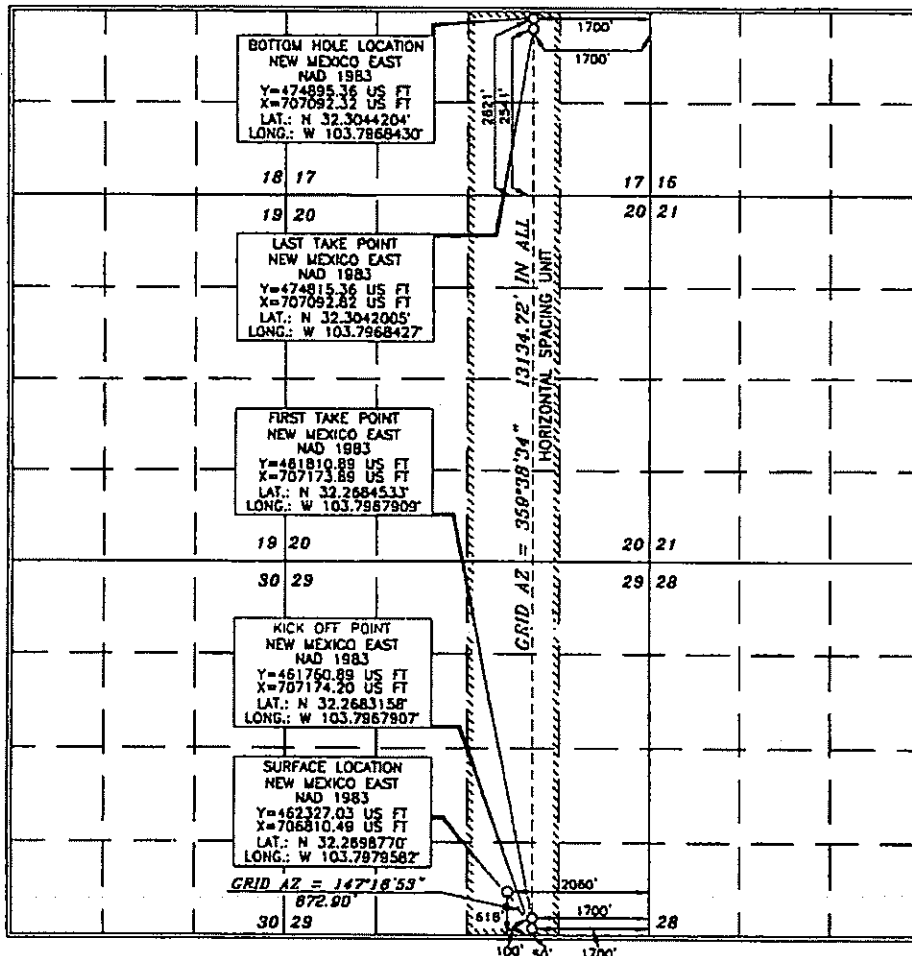 1700'
1700'
BOTTOM HOLE LOCATION
NEW MEXICO EAST
NAD 1983
Y=474895.36 US FT
X=707092.32 US FT
LAT.: N 32.3044204°
LONG.: W 103.7968430°
2621'
2541'
18 17
17 16
19 20
20 21
LAST TAKE POINT
NEW MEXICO EAST
NAD 1983
Y=474815.36 US FT
X=707092.82 US FT
LAT.: N 32.3042005°
LONG.: W 103.7968427°
GRID AZ = 359°38'34" 13134.72' IN ALL
HORIZONTAL SPACING UNIT
FIRST TAKE POINT
NEW MEXICO EAST
NAD 1983
Y=461810.89 US FT
X=707173.89 US FT
LAT.: N 32.2684533°
LONG.: W 103.7967909°
19 20
20 21
30 29
29 28
KICK OFF POINT
NEW MEXICO EAST
NAD 1983
Y=461760.89 US FT
X=707174.20 US FT
LAT.: N 32.2683158°
LONG.: W 103.7967907°
SURFACE LOCATION
NEW MEXICO EAST
NAD 1983
Y=462327.03 US FT
X=706810.49 US FT
LAT.: N 32.2698770°
LONG.: W 103.7979582°
GRID AZ = 147°16'53"
672.90'
2060'
616'
1700'
30 29
28
100'
50'
1700'